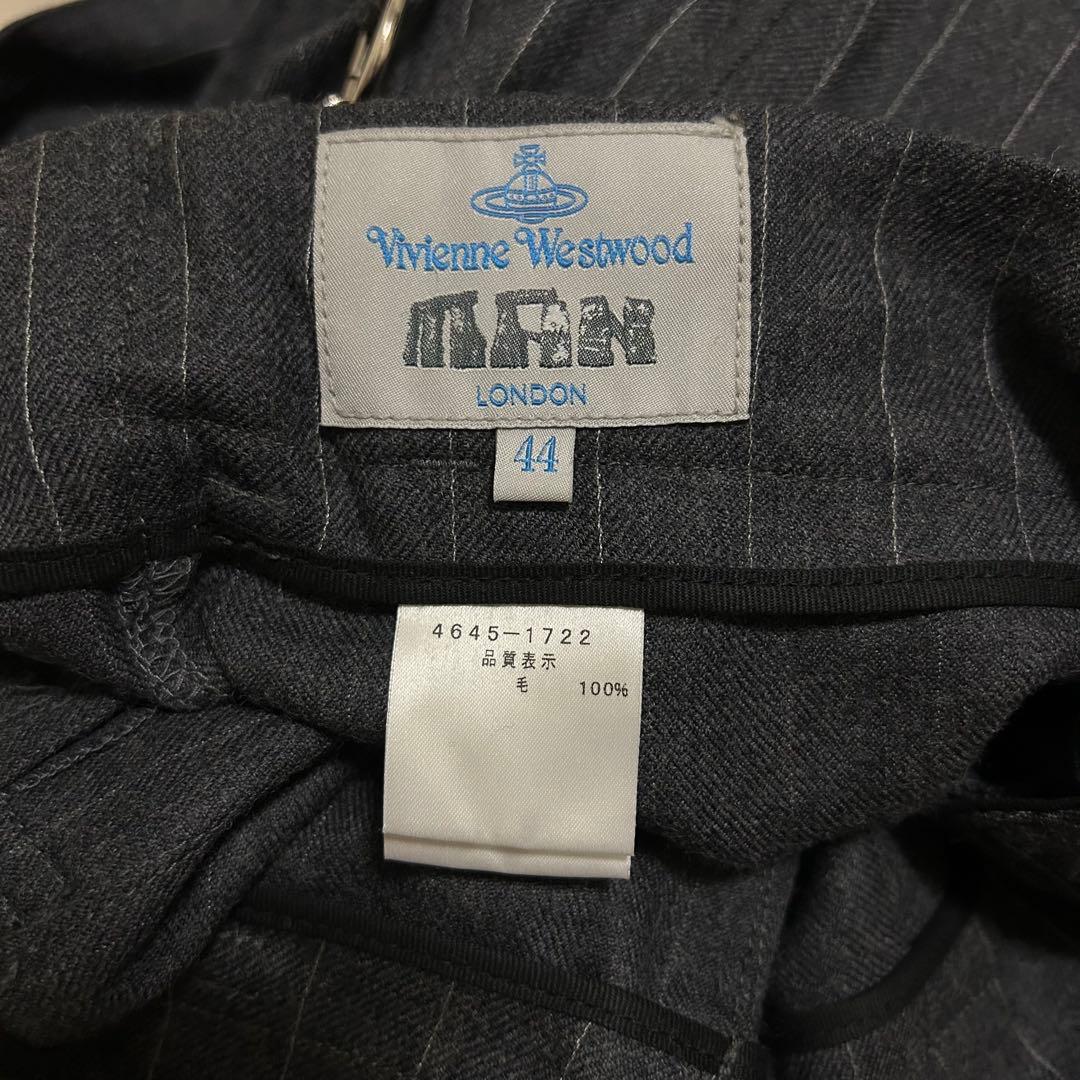 Vivienne Westwood
MAN
LONDON
44
4645-1722
品質表示
毛 100%